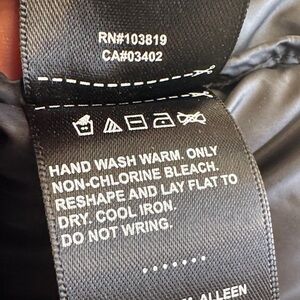 RN#103819
CA#03402
HAND WASH WARM. ONLY
NON-CHLORINE BLEACH.
RESHAPE AND LAY FLAT TO
DRY. COOL IRON.
DO NOT WRING.
ALLEEN